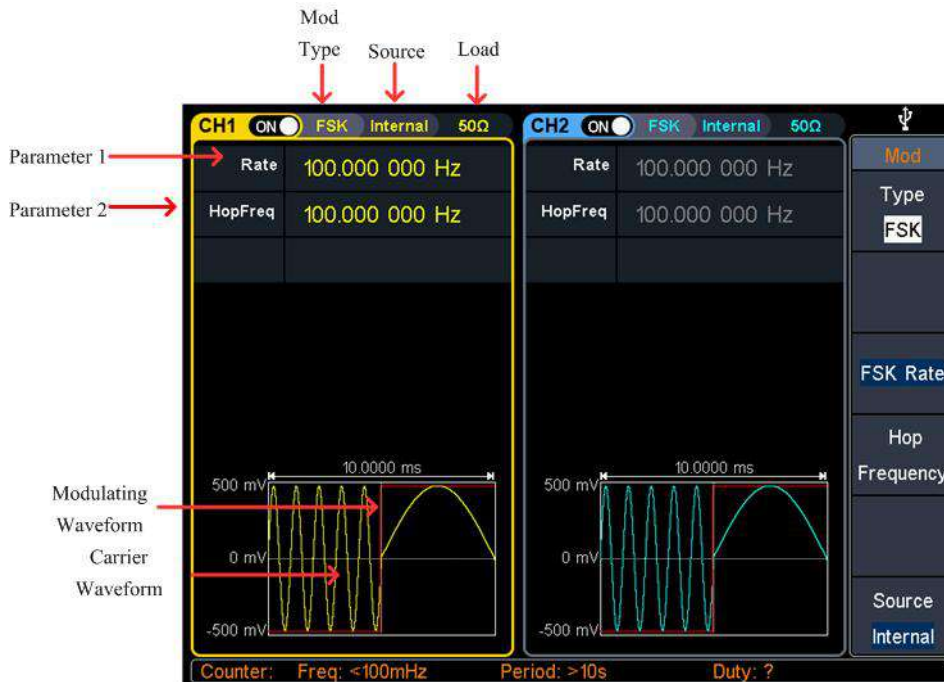 Mod
Type Source Load
CH1 ON FSK Internal 50Ω CH2 ON FSK Internal 50Ω
Mod
Parameter 1 Rate 100.000 000 Hz Rate 100.000 000 Hz
Type
Parameter 2 HopFreq 100.000 000 Hz HopFreq 100.000 000 Hz
FSK
FSK Rate
Hop
Frequency
10.0000 ms 10.0000 ms
Modulating 500 mV 500 mV
Waveform
Carrier 0 mV 0 mV
Waveform
Source
-500 mV -500 mV
Internal
Counter: Freq: <100mHz Period: >10s Duty: ?